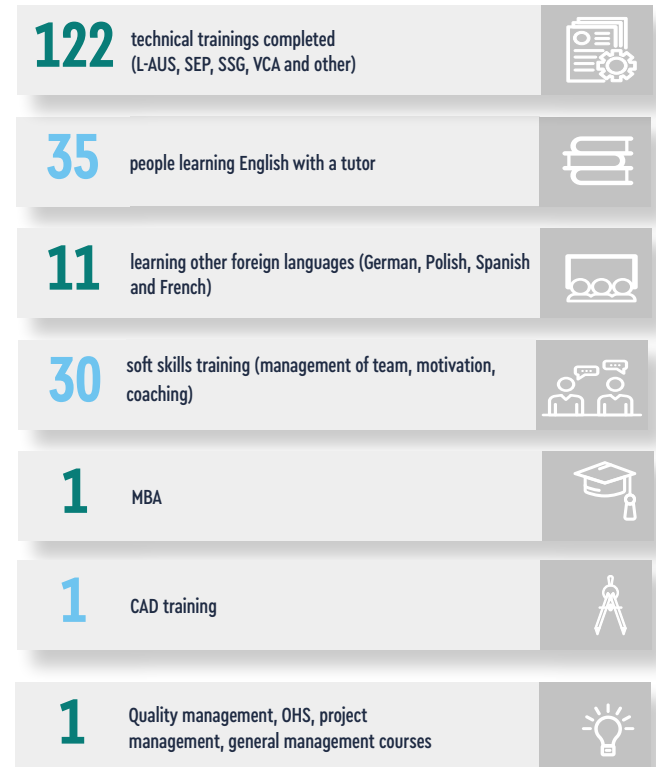 122
technical trainings completed
(L-AUS, SEP, SSG, VCA and other)
35
people learning English with a tutor
11
learning other foreign languages (German, Polish, Spanish
and French)
30
soft skills training (management of team, motivation,
coaching)
1
MBA
1
CAD training
1
Quality management, OHS, project
management, general management courses